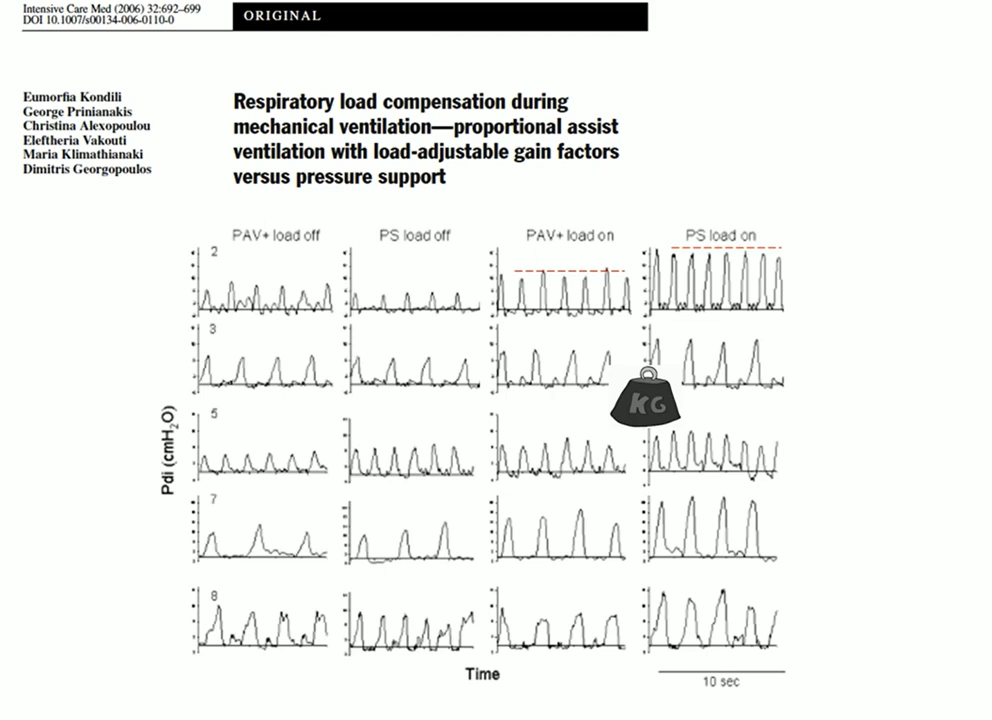 Intensive Care Med (2006) 32:692–699
DOI 10.1007/s00134-006-0110-0
ORIGINAL
Eumorfia Kondili
George Prinianakis
Christina Alexopoulou
Eleftheria Vakouti
Maria Klimathianaki
Dimitris Georgopoulos
Respiratory load compensation during
mechanical ventilation—proportional assist
ventilation with load-adjustable gain factors
versus pressure support
PAV+ load off
PS load off
PAV+ load on
PS load on
2
3
5
7
8
KG
Pdi (cmH₂O)
Time
10 sec